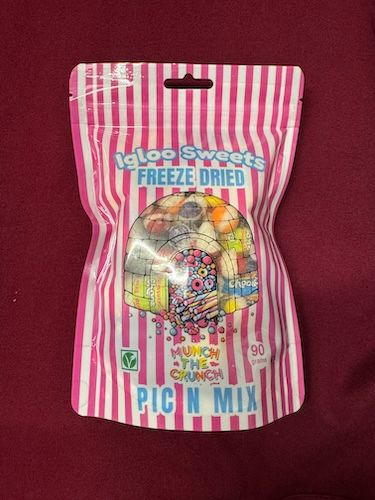 Igloo Sweets
FREEZE DRIED
MUNCH
THE
CRUNCH
90
grams e
V
PIC N MIX